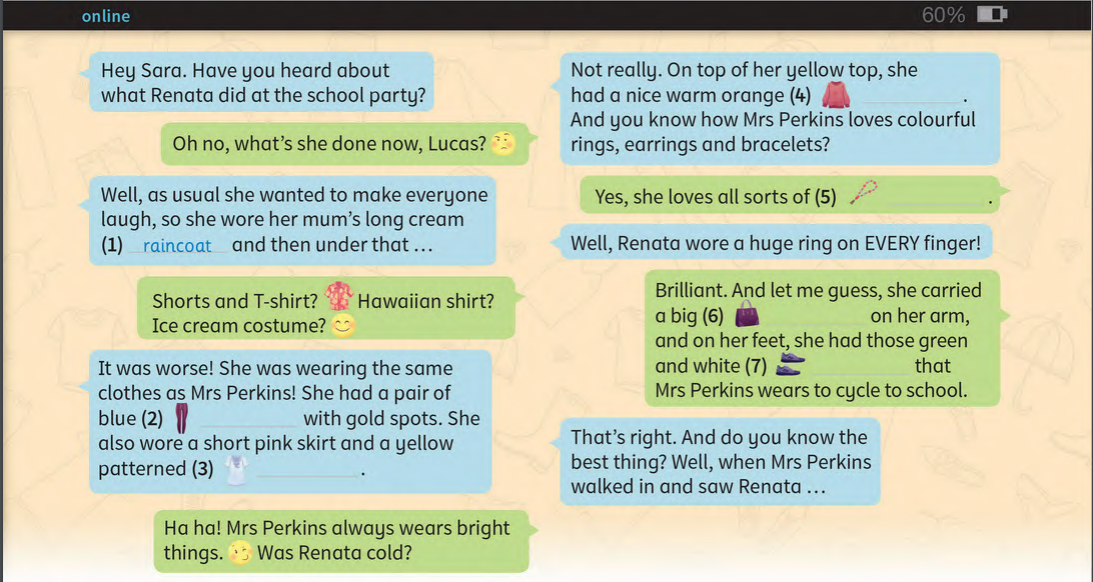 online
60%
Hey Sara. Have you heard about
what Renata did at the school party?
Oh no, what's she done now, Lucas?
Well, as usual she wanted to make everyone
laugh, so she wore her mum's long cream
(1) raincoat and then under that ...
Shorts and T-shirt? Hawaiian shirt?
Ice cream costume?
It was worse! She was wearing the same
clothes as Mrs Perkins! She had a pair of
blue (2) with gold spots. She
also wore a short pink skirt and a yellow
patterned (3) .
Ha ha! Mrs Perkins always wears bright
things. Was Renata cold?
Not really. On top of her yellow top, she
had a nice warm orange (4) .
And you know how Mrs Perkins loves colourful
rings, earrings and bracelets?
Yes, she loves all sorts of (5) .
Well, Renata wore a huge ring on EVERY finger!
Brilliant. And let me guess, she carried
a big (6) on her arm,
and on her feet, she had those green
and white (7) that
Mrs Perkins wears to cycle to school.
That's right. And do you know the
best thing? Well, when Mrs Perkins
walked in and saw Renata ...